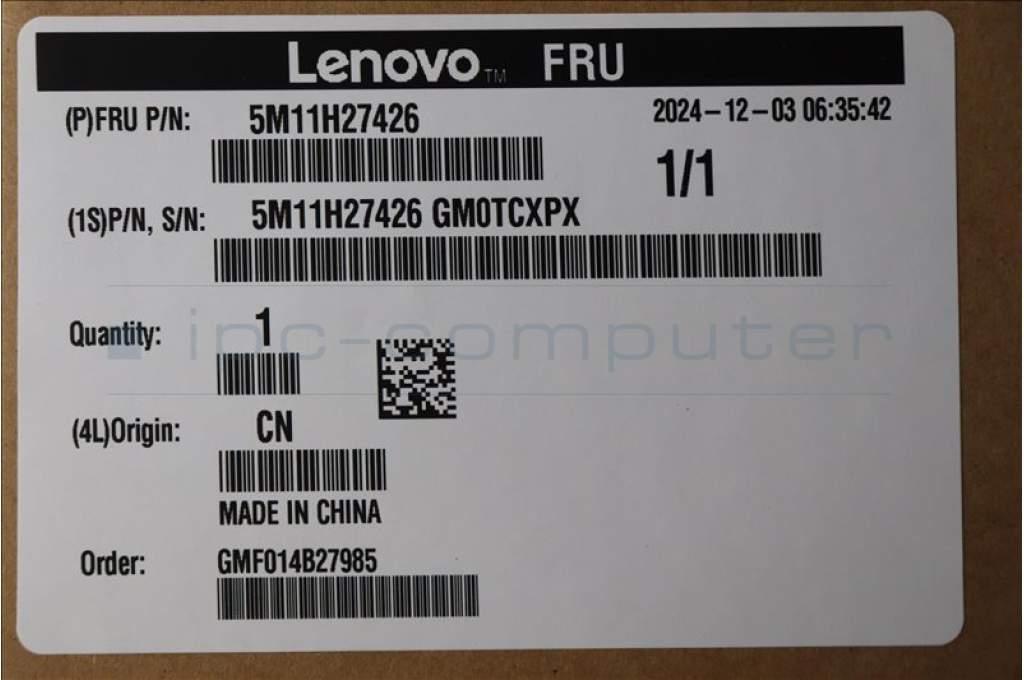 Lenovo™ FRU
(P)FRU P/N: 5M11H27426 2024-12-03 06:35:42
1/1
(1S)P/N, S/N: 5M11H27426 GM0TCXPX
Quantity: 1
inc-computer
(4L)Origin: CN
MADE IN CHINA
Order: GMF014B27985